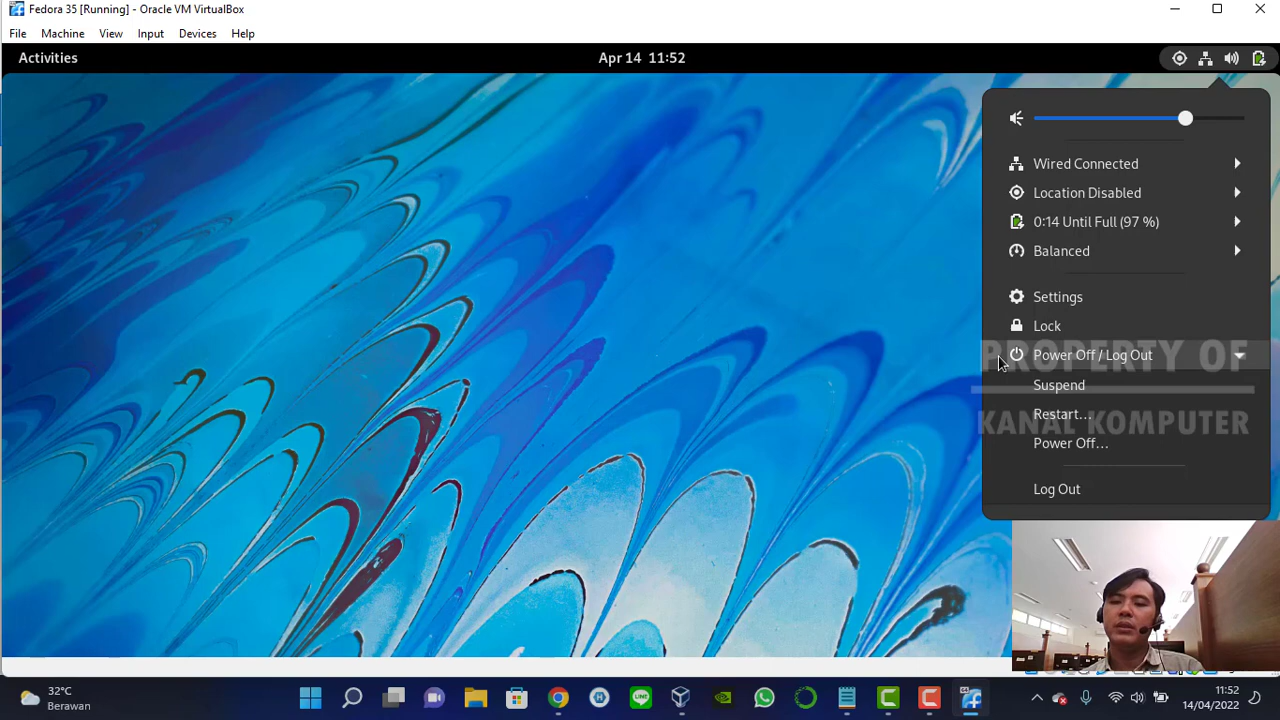 Fedora 35 [Running] - Oracle VM VirtualBox
File Machine View Input Devices Help
Activities
Apr 14 11:52
Wired Connected
Location Disabled
0:14 Until Full (97 %)
Balanced
Settings
Lock
Power Off / Log Out
PROPERTY OF
Suspend
Restart...
KANAL KOMPUTER
Power Off...
Log Out
32°C
Berawan
11:52
14/04/2022